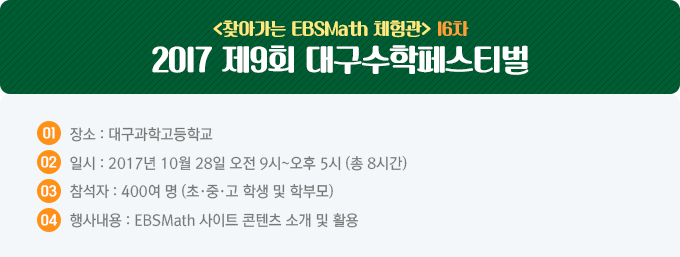 <찾아가는 EBSMath 체험관> 16차
2017 제9회 대구수학페스티벌
01 장소 : 대구과학고등학교
02 일시 : 2017년 10월 28일 오전 9시~오후 5시 (총 8시간)
03 참석자 : 400여 명 (초·중·고 학생 및 학부모)
04 행사내용 : EBSMath 사이트 콘텐츠 소개 및 활용